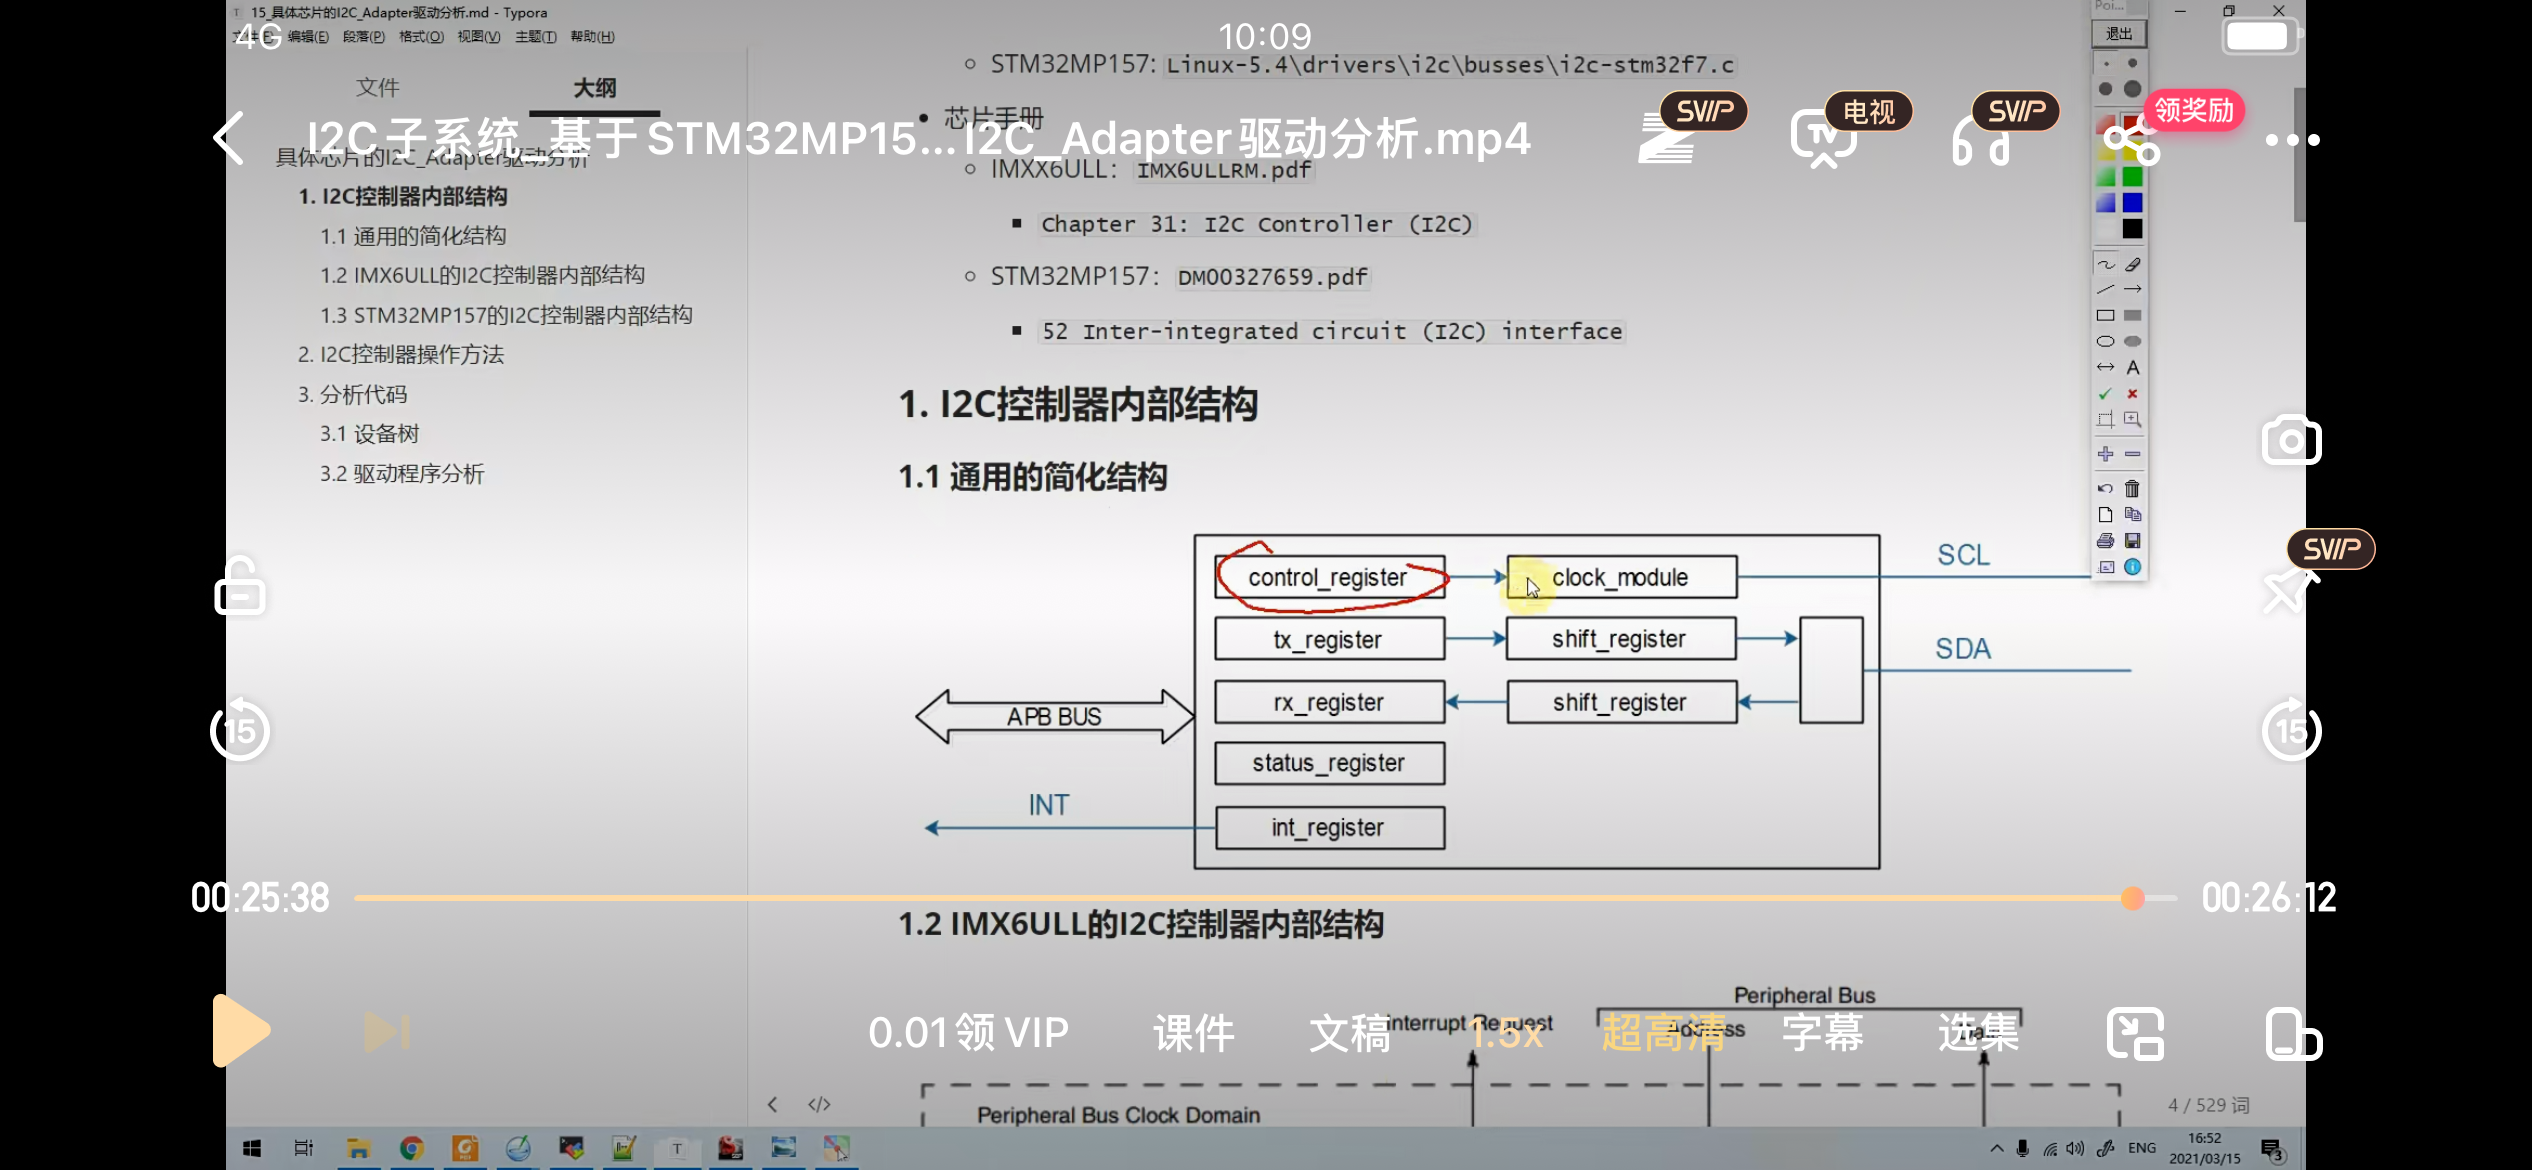 15_具体芯片的I2C_Adapter驱动分析.md - Typora
4G
10:09
编辑(E) 段落(P) 格式(O) 视图(V) 主题(T) 帮助(H)
文件
大纲
I2C子系统_基于STM32MP15...I2C_Adapter驱动分析.mp4
SVIP
电视
SVIP
领奖励
具体芯片的I2C_Adapter驱动分析
1. I2C控制器内部结构
1.1 通用的简化结构
1.2 IMX6ULL的I2C控制器内部结构
1.3 STM32MP157的I2C控制器内部结构
2. I2C控制器操作方法
3. 分析代码
3.1 设备树
3.2 驱动程序分析
STM32MP157: Linux-5.4\drivers\i2c\busses\i2c-stm32f7.c
芯片手册
IMXX6ULL: IMX6ULLRM.pdf
Chapter 31: I2C Controller (I2C)
STM32MP157: DM00327659.pdf
52 Inter-integrated circuit (I2C) interface
1. I2C控制器内部结构
1.1 通用的简化结构
control_register
clock_module
SCL
tx_register
shift_register
SDA
rx_register
shift_register
APB BUS
status_register
INT
int_register
退出
A
SVIP
15
15
00:25:38
00:26:12
1.2 IMX6ULL的I2C控制器内部结构
Peripheral Bus
Interrupt Request
Address
0.01领 VIP
课件
文稿
1.5x
超高清
字幕
选集
Peripheral Bus Clock Domain
4 / 529 词
ENG
16:52
2021/03/15
3